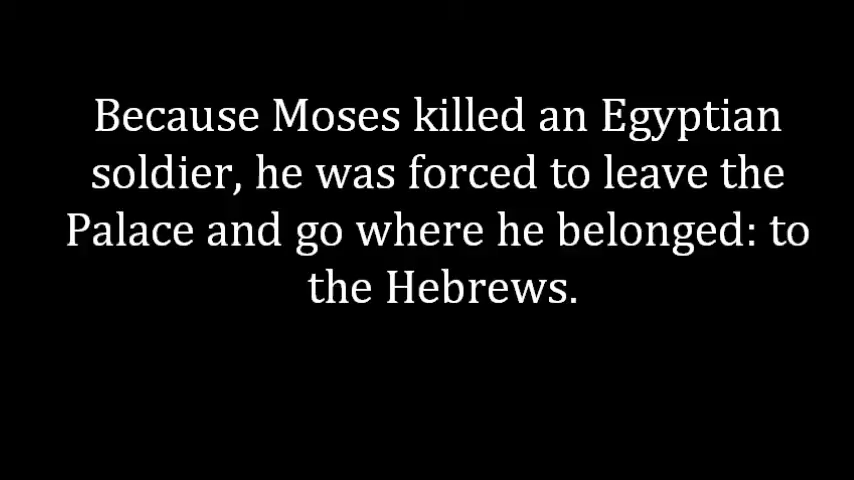 Because Moses killed an Egyptian
soldier, he was forced to leave the
Palace and go where he belonged: to
the Hebrews.